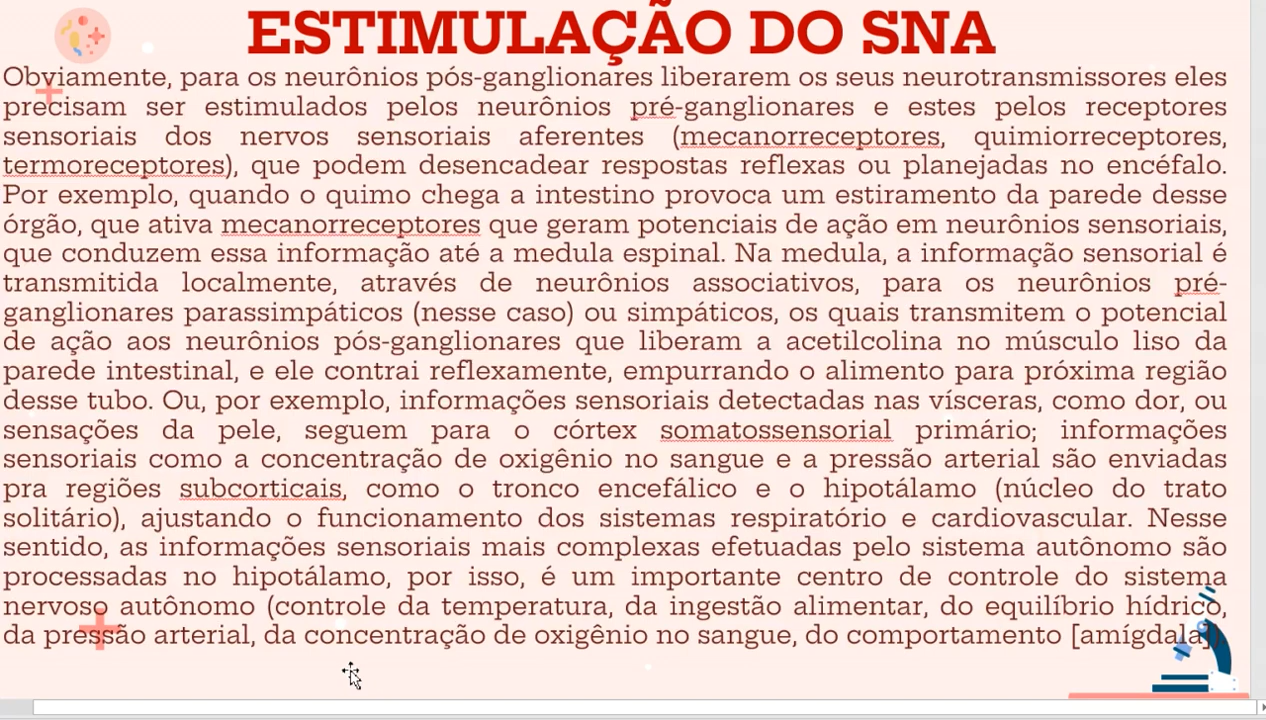 ESTIMULAÇÃO DO SNA
Obviamente, para os neurônios pós-ganglionares liberarem os seus neurotransmissores eles
precisam ser estimulados pelos neurônios pré-ganglionares e estes pelos receptores
sensoriais dos nervos sensoriais aferentes (mecanorreceptores, quimiorreceptores,
termoreceptores), que podem desencadear respostas reflexas ou planejadas no encéfalo.
Por exemplo, quando o quimo chega a intestino provoca um estiramento da parede desse
órgão, que ativa mecanorreceptores que geram potenciais de ação em neurônios sensoriais,
que conduzem essa informação até a medula espinal. Na medula, a informação sensorial é
transmitida localmente, através de neurônios associativos, para os neurônios pré-
ganglionares parassimpáticos (nesse caso) ou simpáticos, os quais transmitem o potencial
de ação aos neurônios pós-ganglionares que liberam a acetilcolina no músculo liso da
parede intestinal, e ele contrai reflexamente, empurrando o alimento para próxima região
desse tubo. Ou, por exemplo, informações sensoriais detectadas nas vísceras, como dor, ou
sensações da pele, seguem para o córtex somatossensorial primário; informações
sensoriais como a concentração de oxigênio no sangue e a pressão arterial são enviadas
pra regiões subcorticais, como o tronco encefálico e o hipotálamo (núcleo do trato
solitário), ajustando o funcionamento dos sistemas respiratório e cardiovascular. Nesse
sentido, as informações sensoriais mais complexas efetuadas pelo sistema autônomo são
processadas no hipotálamo, por isso, é um importante centro de controle do sistema
nervoso autônomo (controle da temperatura, da ingestão alimentar, do equilíbrio hídrico,
da pressão arterial, da concentração de oxigênio no sangue, do comportamento [amígdala]).